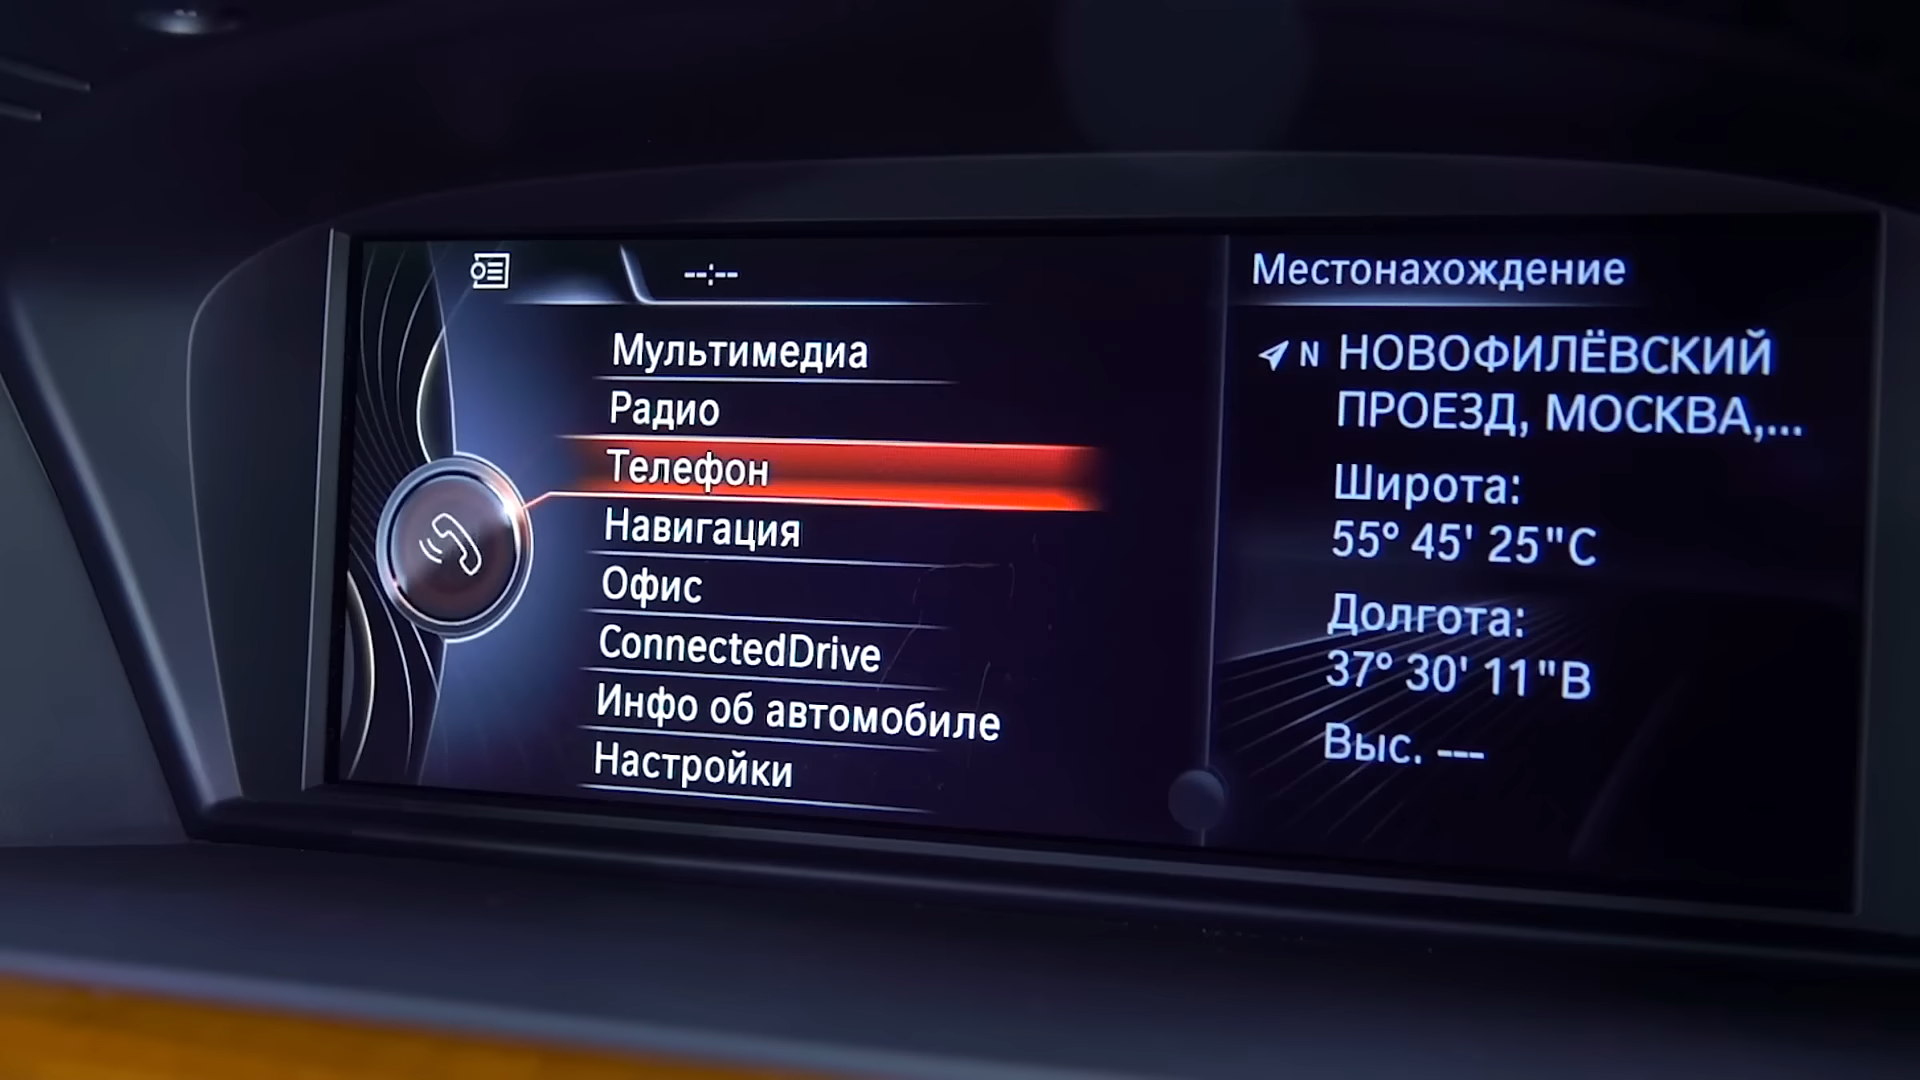 --:--
Мультимедиа
Радио
Телефон
Навигация
Офис
ConnectedDrive
Инфо об автомобиле
Настройки
Местонахождение
N НОВОФИЛЁВСКИЙ
ПРОЕЗД, МОСКВА,...
Широта:
55° 45' 25"С
Долгота:
37° 30' 11"В
Выс. ---